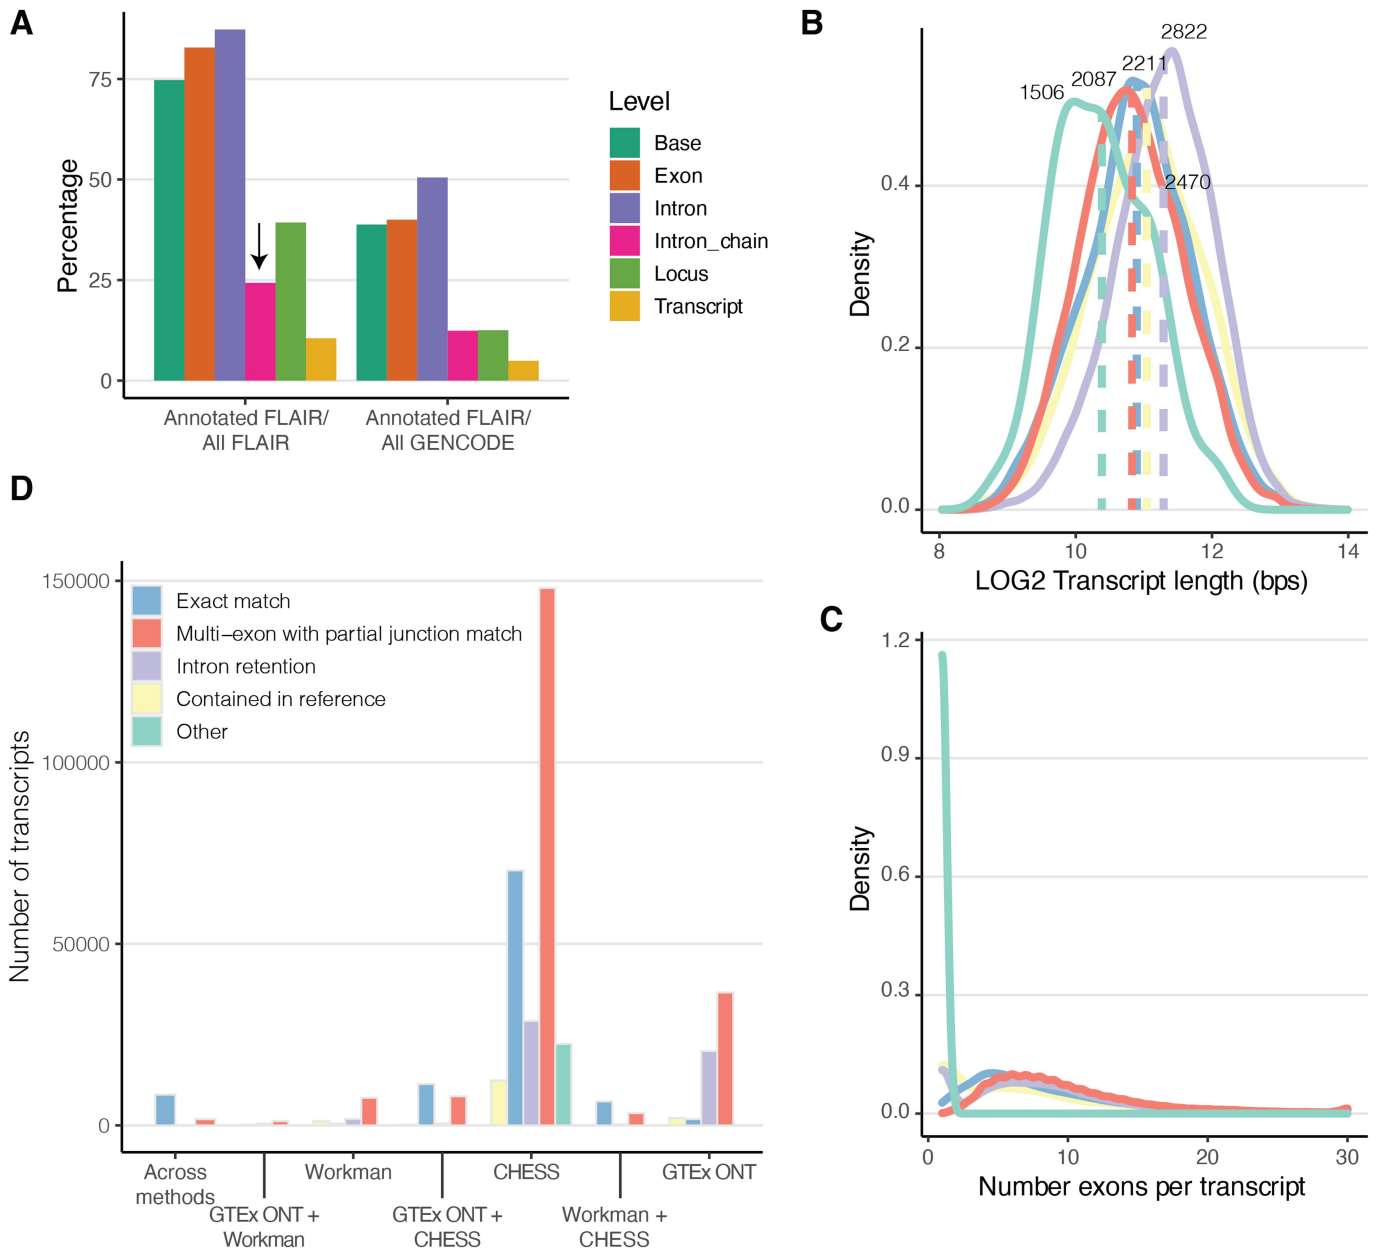 A
75
50
25
0
Percentage
Annotated FLAIR/
All FLAIR
Annotated FLAIR/
All GENCODE
Level
Base
Exon
Intron
Intron_chain
Locus
Transcript
B
1506
2087
2211
2822
2470
0.4
0.2
0.0
Density
8
10
12
14
LOG2 Transcript length (bps)
C
1.2
0.9
0.6
0.3
0.0
Density
0
10
20
30
Number exons per transcript
D
150000
100000
50000
0
Number of transcripts
Exact match
Multi−exon with partial junction match
Intron retention
Contained in reference
Other
Across
methods
GTEx ONT +
Workman
Workman
GTEx ONT +
CHESS
CHESS
Workman +
CHESS
GTEx ONT